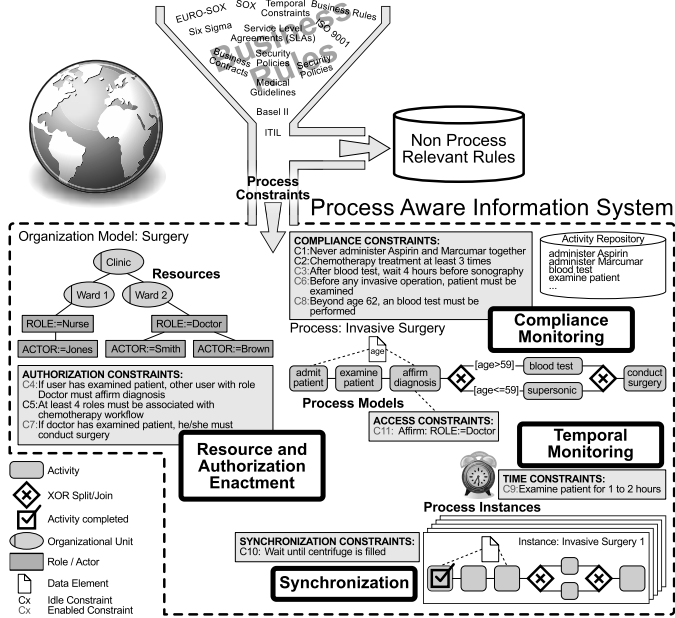 EURO-SOX
SOX
Temporal
Constraints
Business Rules
Six Sigma
Service Level
Agreements (SLAs)
ISO 9001
Business
Rules
Business
Contracts
Security
Policies
Security
Policies
Medical
Guidelines
Basel II
ITIL
Non Process
Relevant Rules
Process
Constraints
Process Aware Information System
Organization Model: Surgery
Clinic
Resources
Ward 1
Ward 2
ROLE:=Nurse
ROLE:=Doctor
ACTOR:=Jones
ACTOR:=Smith
ACTOR:=Brown
AUTHORIZATION CONSTRAINTS:
C4:If user has examined patient, other user with role
Doctor must affirm diagnosis
C5:At least 4 roles must be associated with
chemotherapy workflow
C7:If doctor has examined patient, he/she must
conduct surgery
Resource and
Authorization
Enactment
COMPLIANCE CONSTRAINTS:
C1:Never administer Aspirin and Marcumar together
C2:Chemotherapy treatment at least 3 times
C3:After blood test, wait 4 hours before sonography
C6:Before any invasive operation, patient must be
examined
C8:Beyond age 62, an blood test must be
performed
Activity Repository
administer Aspirin
administer Marcumar
blood test
examine patient
...
Compliance
Monitoring
Process: Invasive Surgery
age
admit
patient
examine
patient
affirm
diagnosis
[age>59]
blood test
[age<=59]
supersonic
conduct
surgery
Process Models
ACCESS CONSTRAINTS:
C11: Affirm: ROLE:=Doctor
Temporal
Monitoring
TIME CONSTRAINTS:
C9:Examine patient for 1 to 2 hours
Process Instances
SYNCHRONIZATION CONSTRAINTS:
C10: Wait until centrifuge is filled
Synchronization
Instance: Invasive Surgery 1
Activity
XOR Split/Join
Activity completed
Organizational Unit
Role / Actor
Data Element
Cx Idle Constraint
Cx Enabled Constraint